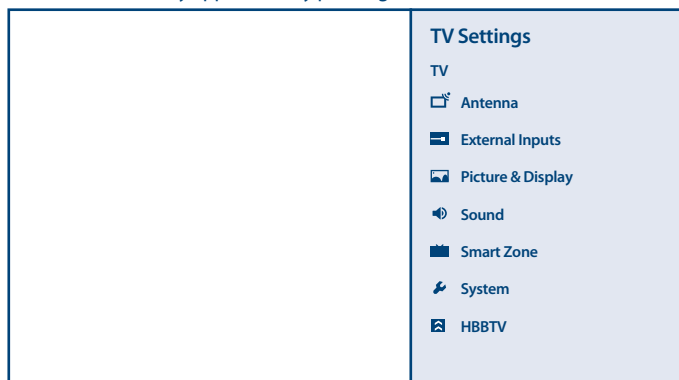 TV Settings
TV
Antenna
External Inputs
Picture & Display
Sound
Smart Zone
System
HBBTV